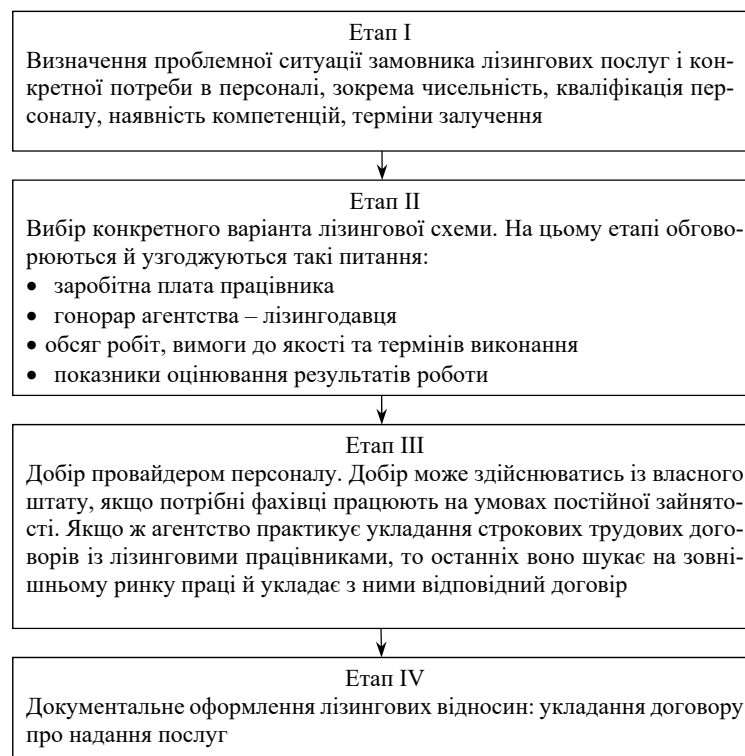 Етап I
Визначення проблемної ситуації замовника лізингових послуг і кон-
кретної потреби в персоналі, зокрема чисельність, кваліфікація пер-
соналу, наявність компетенцій, терміни залучення
Етап II
Вибір конкретного варіанта лізингової схеми. На цьому етапі обгово-
рюються й узгоджуються такі питання:
• заробітна плата працівника
• гонорар агентства – лізингодавця
• обсяг робіт, вимоги до якості та термінів виконання
• показники оцінювання результатів роботи
Етап III
Добір провайдером персоналу. Добір може здійснюватись із власного
штату, якщо потрібні фахівці працюють на умовах постійної зайнято-
сті. Якщо ж агентство практикує укладання строкових трудових дого-
ворів із лізинговими працівниками, то останніх воно шукає на зовні-
шньому ринку праці й укладає з ними відповідний договір
Етап IV
Документальне оформлення лізингових відносин: укладання договору
про надання послуг